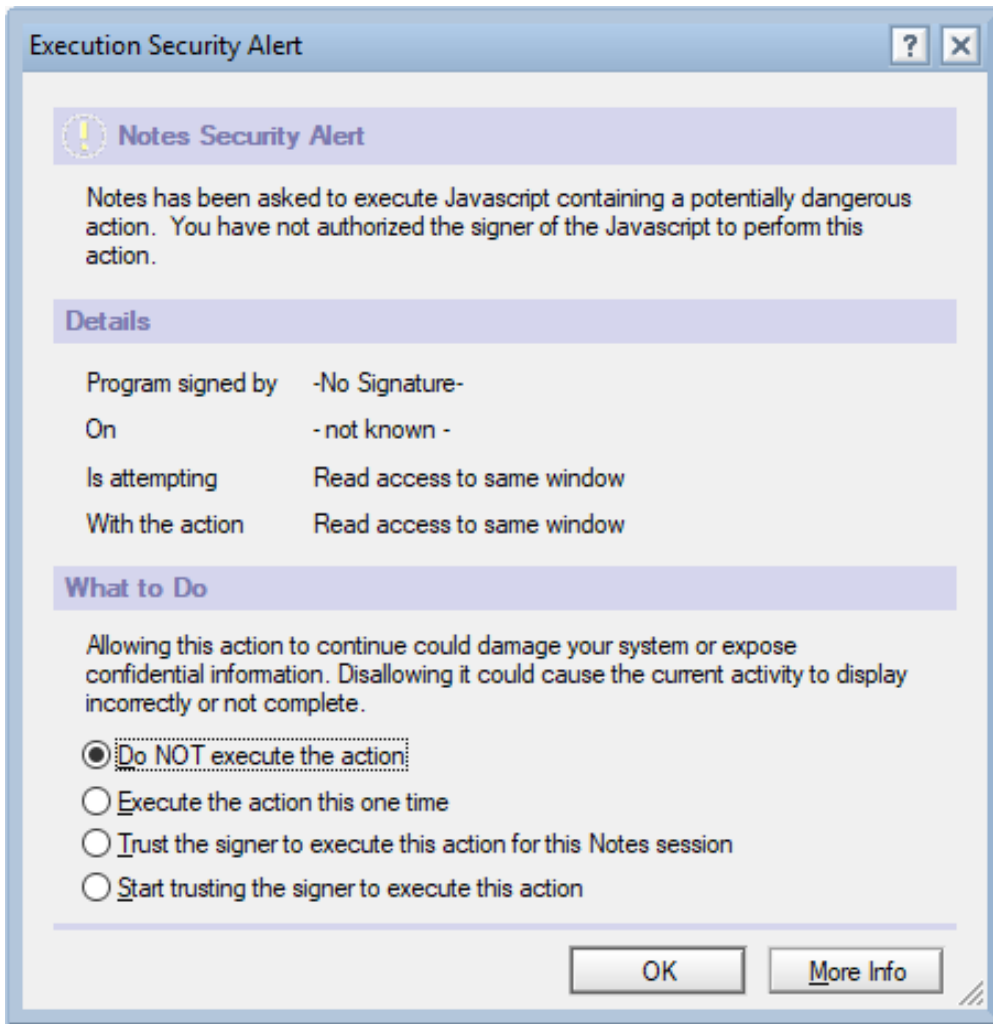 Execution Security Alert
Notes Security Alert
Notes has been asked to execute Javascript containing a potentially dangerous
action.  You have not authorized the signer of the Javascript to perform this
action.
Details
Program signed by -No Signature-
On - not known -
Is attempting Read access to same window
With the action Read access to same window
What to Do
Allowing this action to continue could damage your system or expose
confidential information. Disallowing it could cause the current activity to display
incorrectly or not complete.
Do NOT execute the action
Execute the action this one time
Trust the signer to execute this action for this Notes session
Start trusting the signer to execute this action
OK More Info